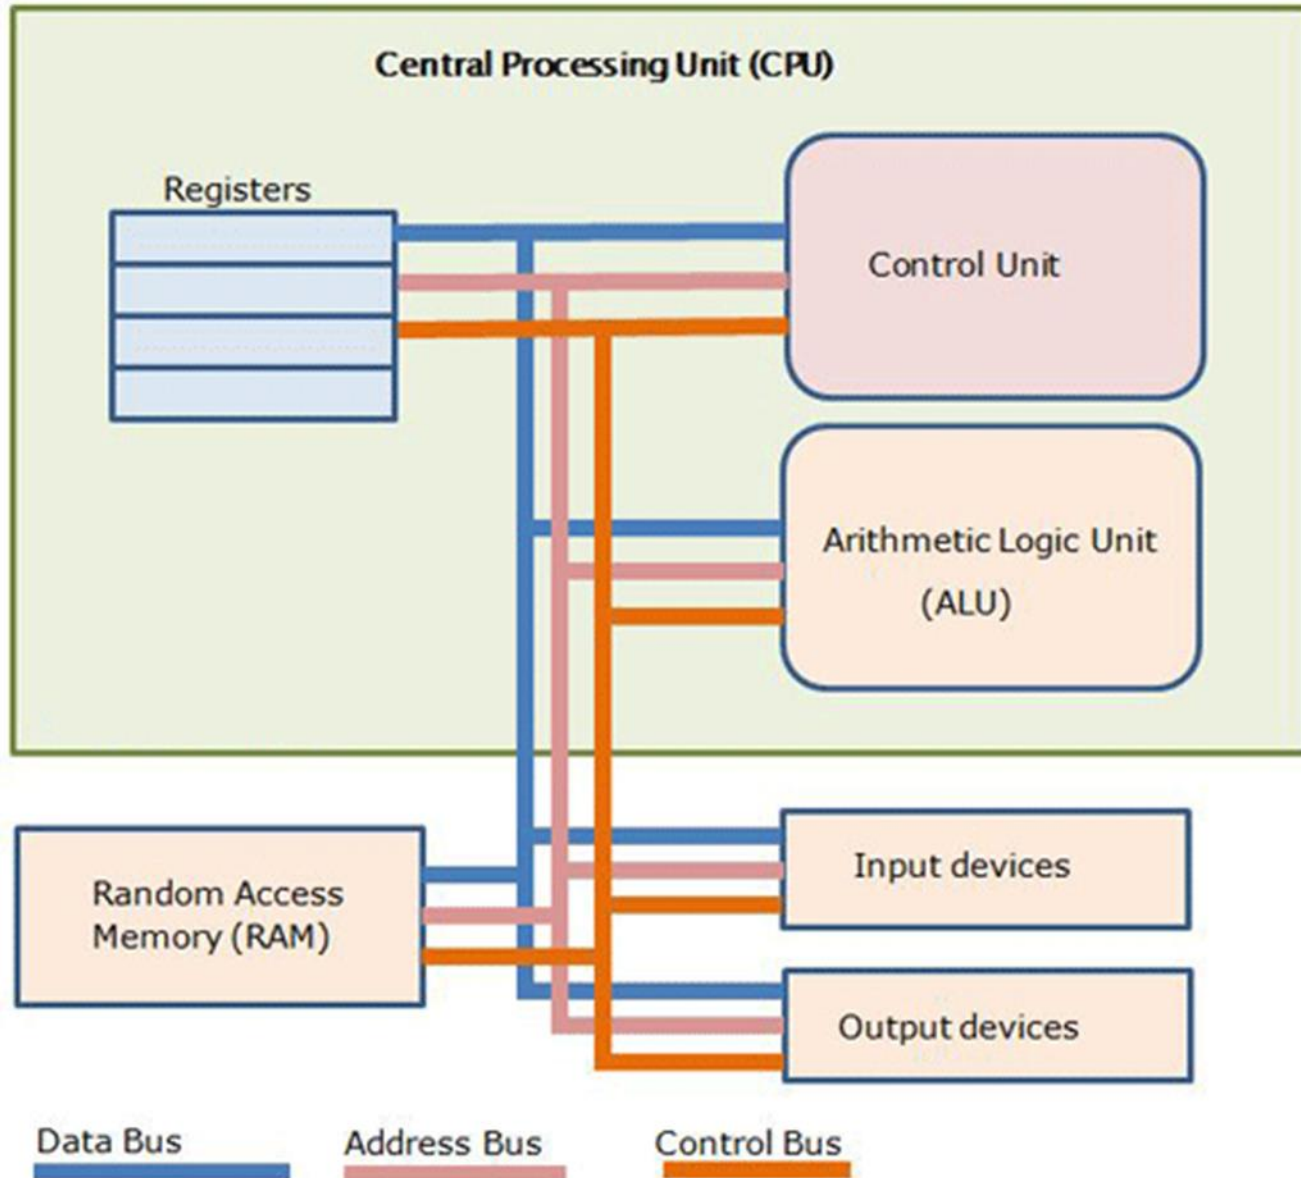 Central Processing Unit (CPU)
Registers
Control Unit
Arithmetic Logic Unit
(ALU)
Random Access
Memory (RAM)
Input devices
Output devices
Data Bus
Address Bus
Control Bus